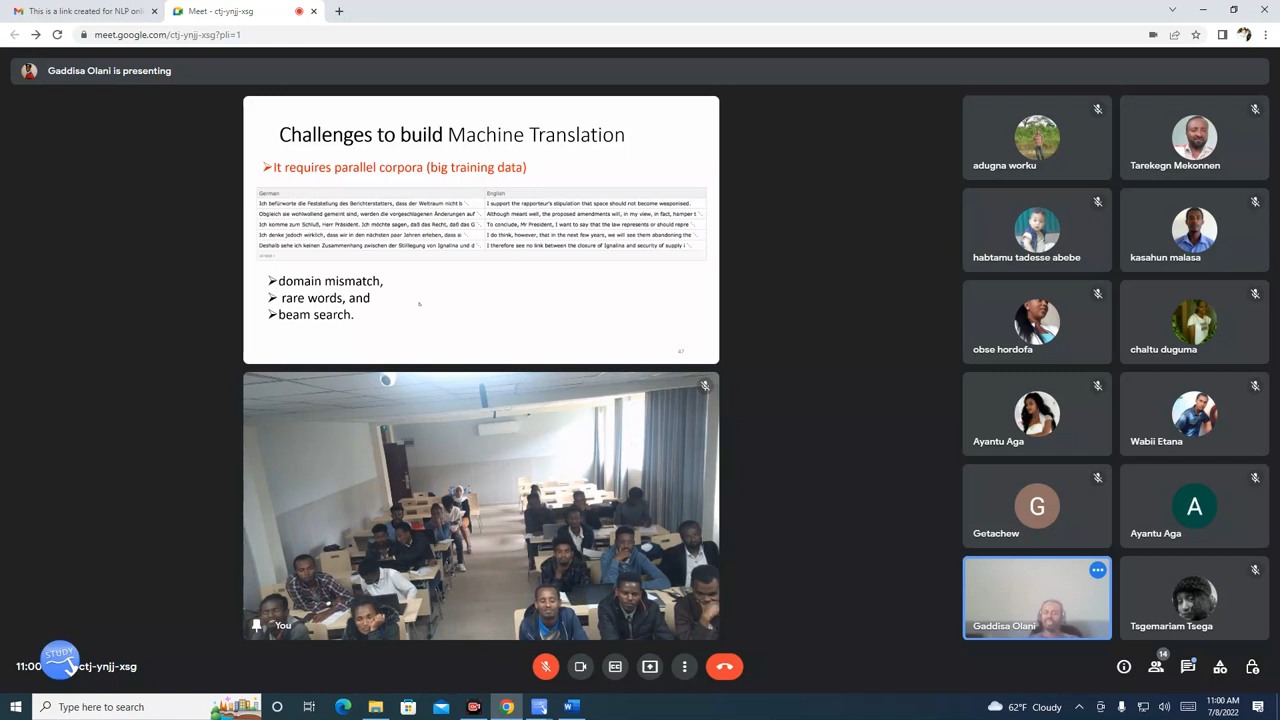 This is a link created for NLP onli
Meet - ctj-ynjj-xsg
meet.google.com/ctj-ynjj-xsg?pli=1
Gaddisa Olani is presenting
Challenges to build Machine Translation
It requires parallel corpora (big training data)
German English
Ich befürworte die Feststellung des Berichterstatters, dass der Weltraum nicht b I support the rapporteur's stipulation that space should not become weaponised.
Obgleich sie wohlwollend gemeint sind, werden die vorgeschlagenen Änderungen auf Although meant well, the proposed amendments will, in my view, in fact, hamper t
Ich komme zum Schluß, Herr Präsident. Ich möchte sagen, daß das Recht, daß das G To conclude, Mr President, I want to say that the law represents or should repre
Ich denke jedoch wirklich, dass wir in den nächsten paar Jahren erleben, dass si I do think, however, that in the next few years, we will see them abandoning the
Deshalb sehe ich keinen Zusammenhang zwischen der Stillegung von Ignalina und d I therefore see no link between the closure of Ignalina and security of supply i
domain mismatch,
rare words, and
beam search.
47
You
adugna worku
Tarekegn Mekonnen
habtamu tadesse abebe
kasahun malasa
obse hordofa
chaltu duguma
Ayantu Aga
Wabii Etana
G
Getachew
A
Ayantu Aga
Gaddisa Olani
Tsgemariam Tsega
11:00
STUDY
ctj-ynjj-xsg
14
Type here to search
62°F Cloudy
11:00 AM
7/8/2022